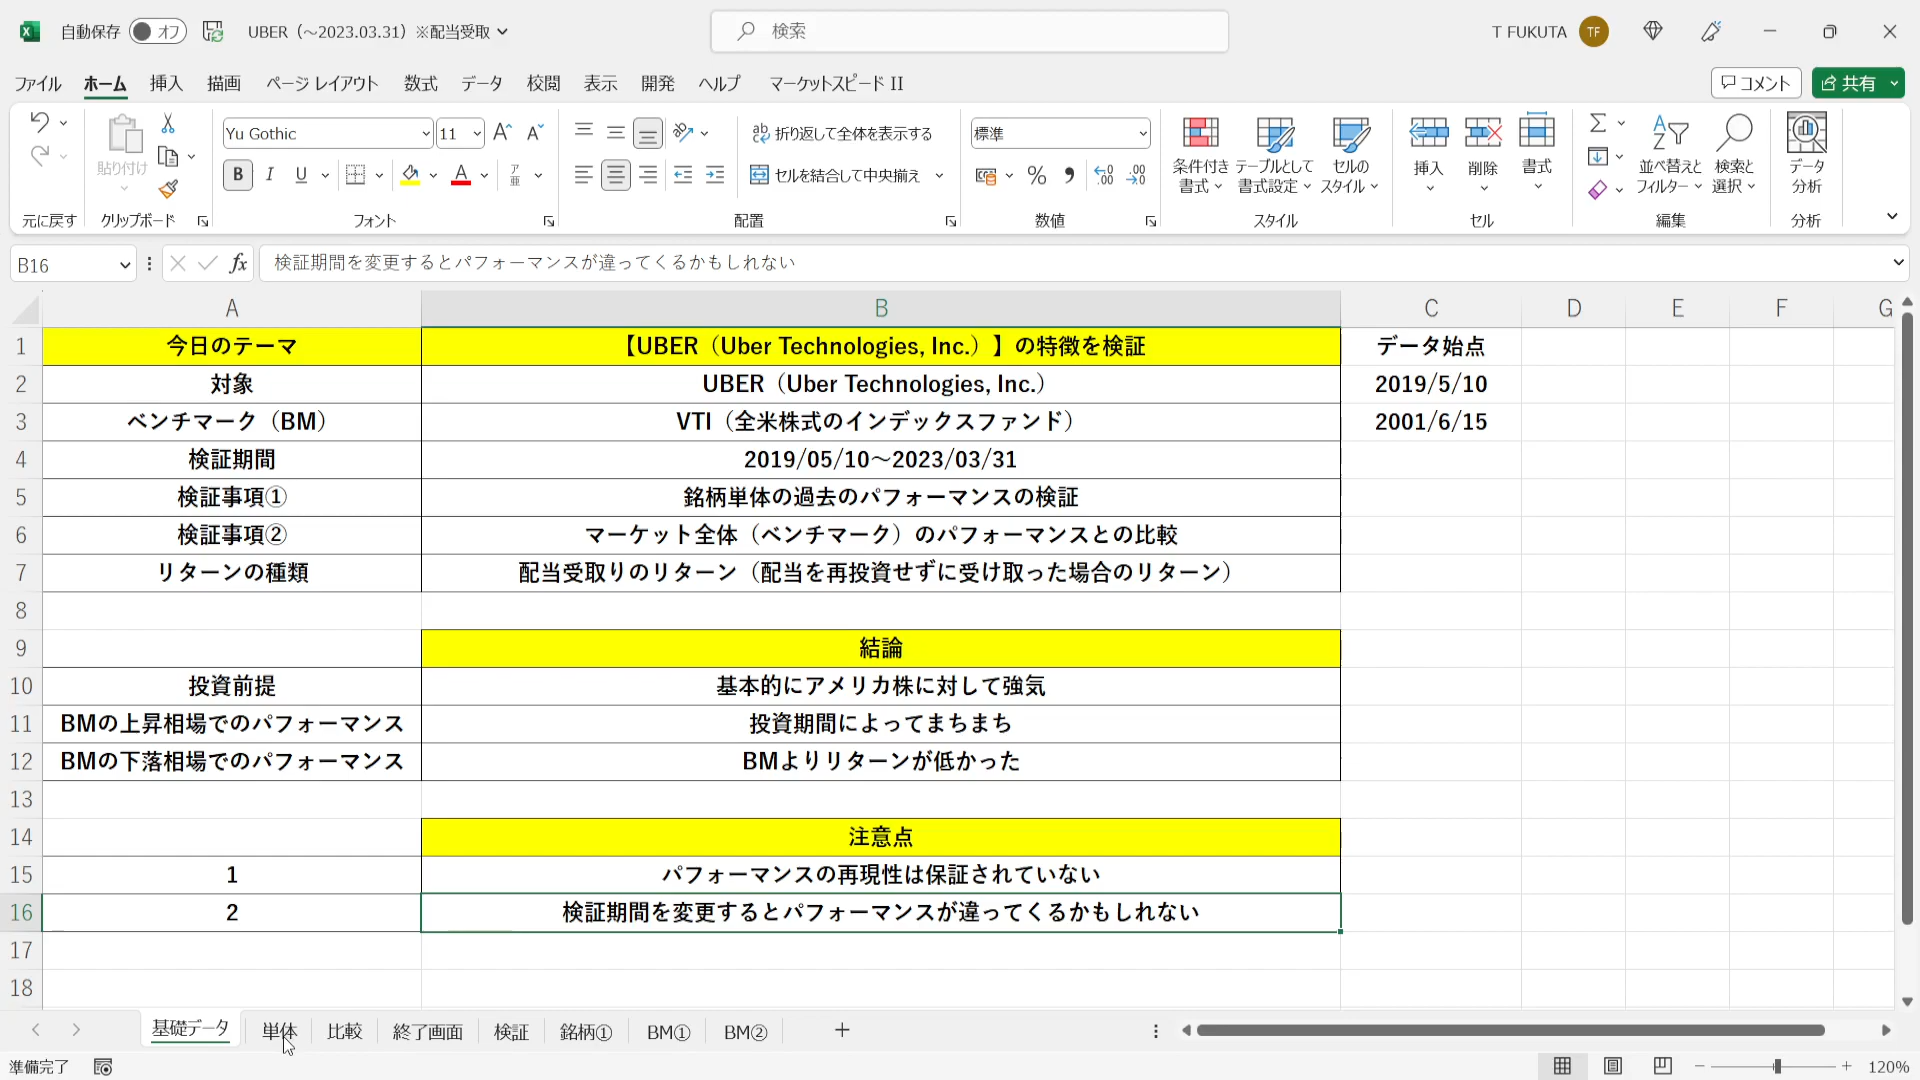 自動保存 オフ UBER（～2023.03.31）※配当受取 検索 T FUKUTA TF
ファイル ホーム 挿入 描画 ページ レイアウト 数式 データ 校閲 表示 開発 ヘルプ マーケットスピード II コメント 共有
貼り付け Yu Gothic 11 折り返して全体を表示する 標準
B I U セルを結合して中央揃え
条件付き書式 テーブルとして書式設定 セルのスタイル 挿入 削除 書式 並べ替えとフィルター 検索と選択 データ分析
元に戻す クリップボード フォント 配置 数値 スタイル セル 編集 分析
B16 fx 検証期間を変更するとパフォーマンスが違ってくるかもしれない
A B C D E F G
1 今日のテーマ 【UBER（Uber Technologies, Inc.）】の特徴を検証 データ始点
2 対象 UBER（Uber Technologies, Inc.） 2019/5/10
3 ベンチマーク（BM） VTI（全米株式のインデックスファンド） 2001/6/15
4 検証期間 2019/05/10～2023/03/31
5 検証事項① 銘柄単体の過去のパフォーマンスの検証
6 検証事項② マーケット全体（ベンチマーク）のパフォーマンスとの比較
7 リターンの種類 配当受取りのリターン（配当を再投資せずに受け取った場合のリターン）
8
9 結論
10 投資前提 基本的にアメリカ株に対して強気
11 BMの上昇相場でのパフォーマンス 投資期間によってまちまち
12 BMの下落相場でのパフォーマンス BMよりリターンが低かった
13
14 注意点
15 1 パフォーマンスの再現性は保証されていない
16 2 検証期間を変更するとパフォーマンスが違ってくるかもしれない
17
18
基礎データ 単体 比較 終了画面 検証 銘柄① BM① BM②
準備完了 120%